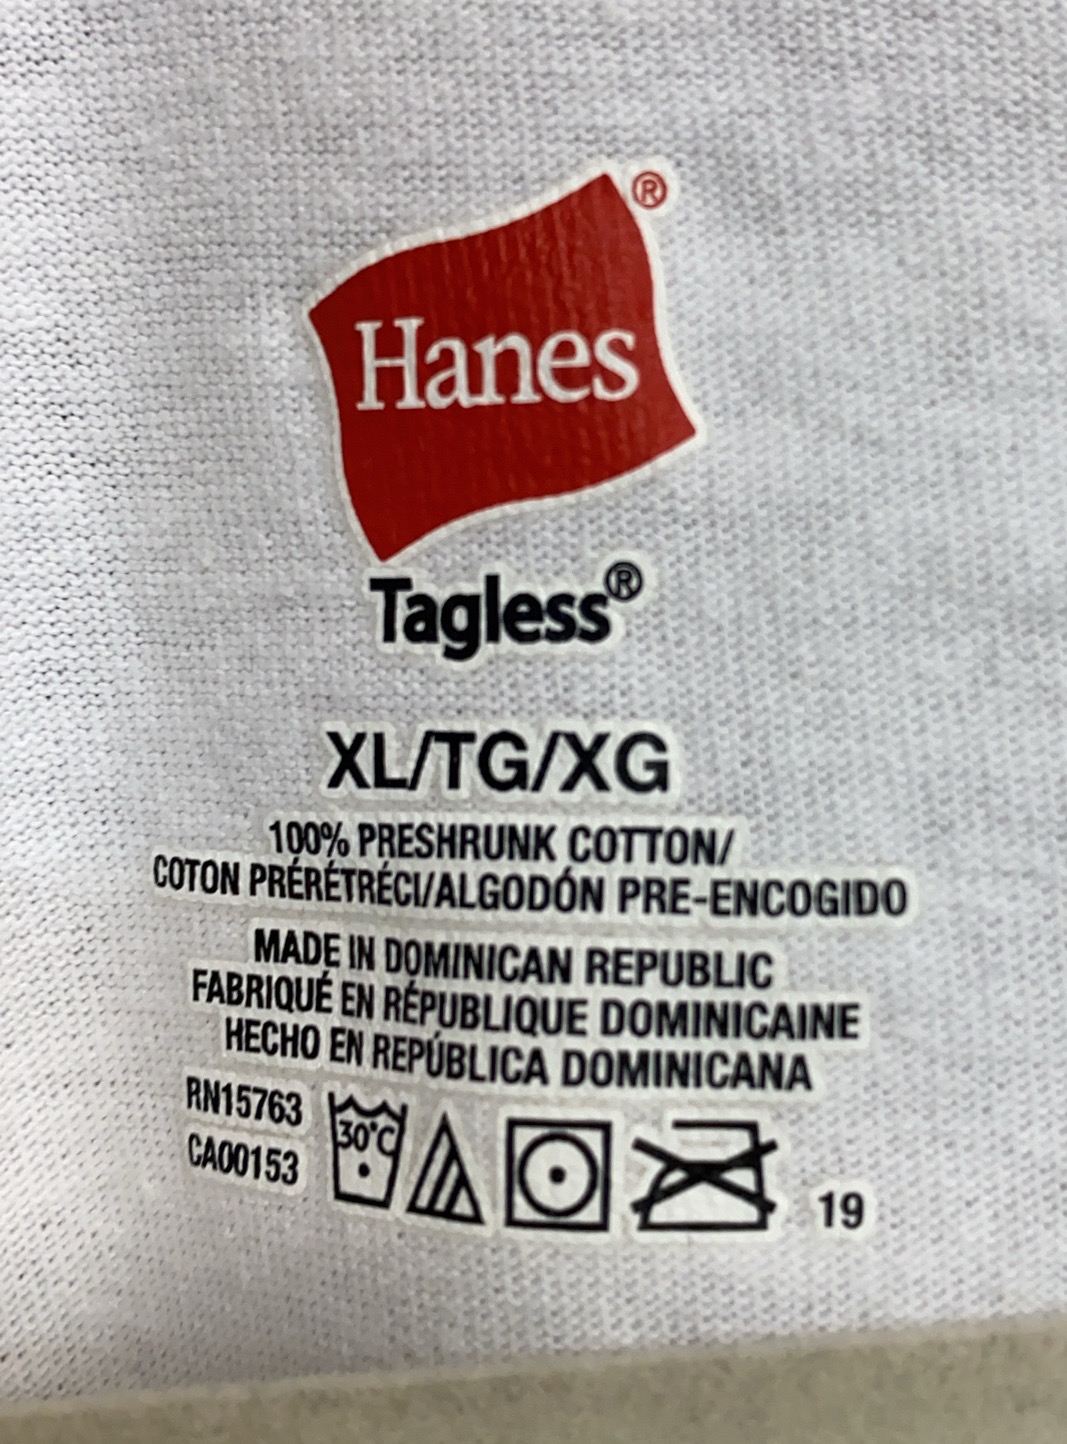 ®
Hanes
Tagless®
XL/TG/XG
100% PRESHRUNK COTTON/
COTON PRÉRÉTRÉCI/ALGODÓN PRE-ENCOGIDO
MADE IN DOMINICAN REPUBLIC
FABRIQUÉ EN RÉPUBLIQUE DOMINICAINE
HECHO EN REPÚBLICA DOMINICANA
RN15763
CA00153
30°C
19